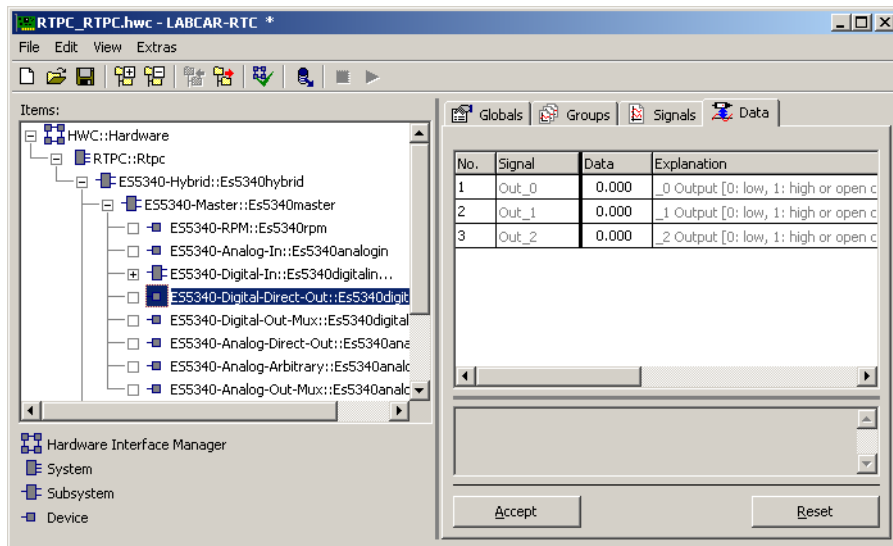 RTPC_RTPC.hwc - LABCAR-RTC *
File Edit View Extras
Items:
HWC::Hardware
RTPC::Rtpc
ES5340-Hybrid::Es5340hybrid
ES5340-Master::Es5340master
ES5340-RPM::Es5340rpm
ES5340-Analog-In::Es5340analogin
ES5340-Digital-In::Es5340digitalin...
ES5340-Digital-Direct-Out::Es5340digit
ES5340-Digital-Out-Mux::Es5340digital
ES5340-Analog-Direct-Out::Es5340ana
ES5340-Analog-Arbitrary::Es5340analo
ES5340-Analog-Out-Mux::Es5340analo
Hardware Interface Manager
System
Subsystem
Device
Globals Groups Signals Data
No. Signal Data Explanation
1 Out_0 0.000 _0 Output [0: low, 1: high or open c
2 Out_1 0.000 _1 Output [0: low, 1: high or open c
3 Out_2 0.000 _2 Output [0: low, 1: high or open c
Accept Reset